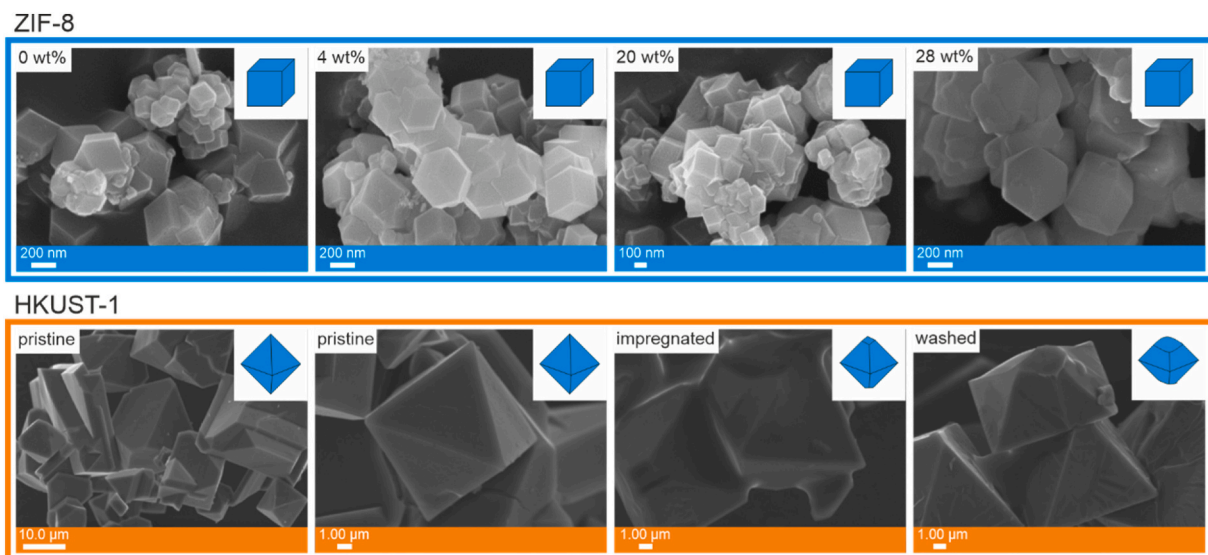 ZIF-8
0 wt%
4 wt%
20 wt%
28 wt%
200 nm
200 nm
100 nm
200 nm
HKUST-1
pristine
pristine
impregnated
washed
10.0 µm
1.00 µm
1.00 µm
1.00 µm